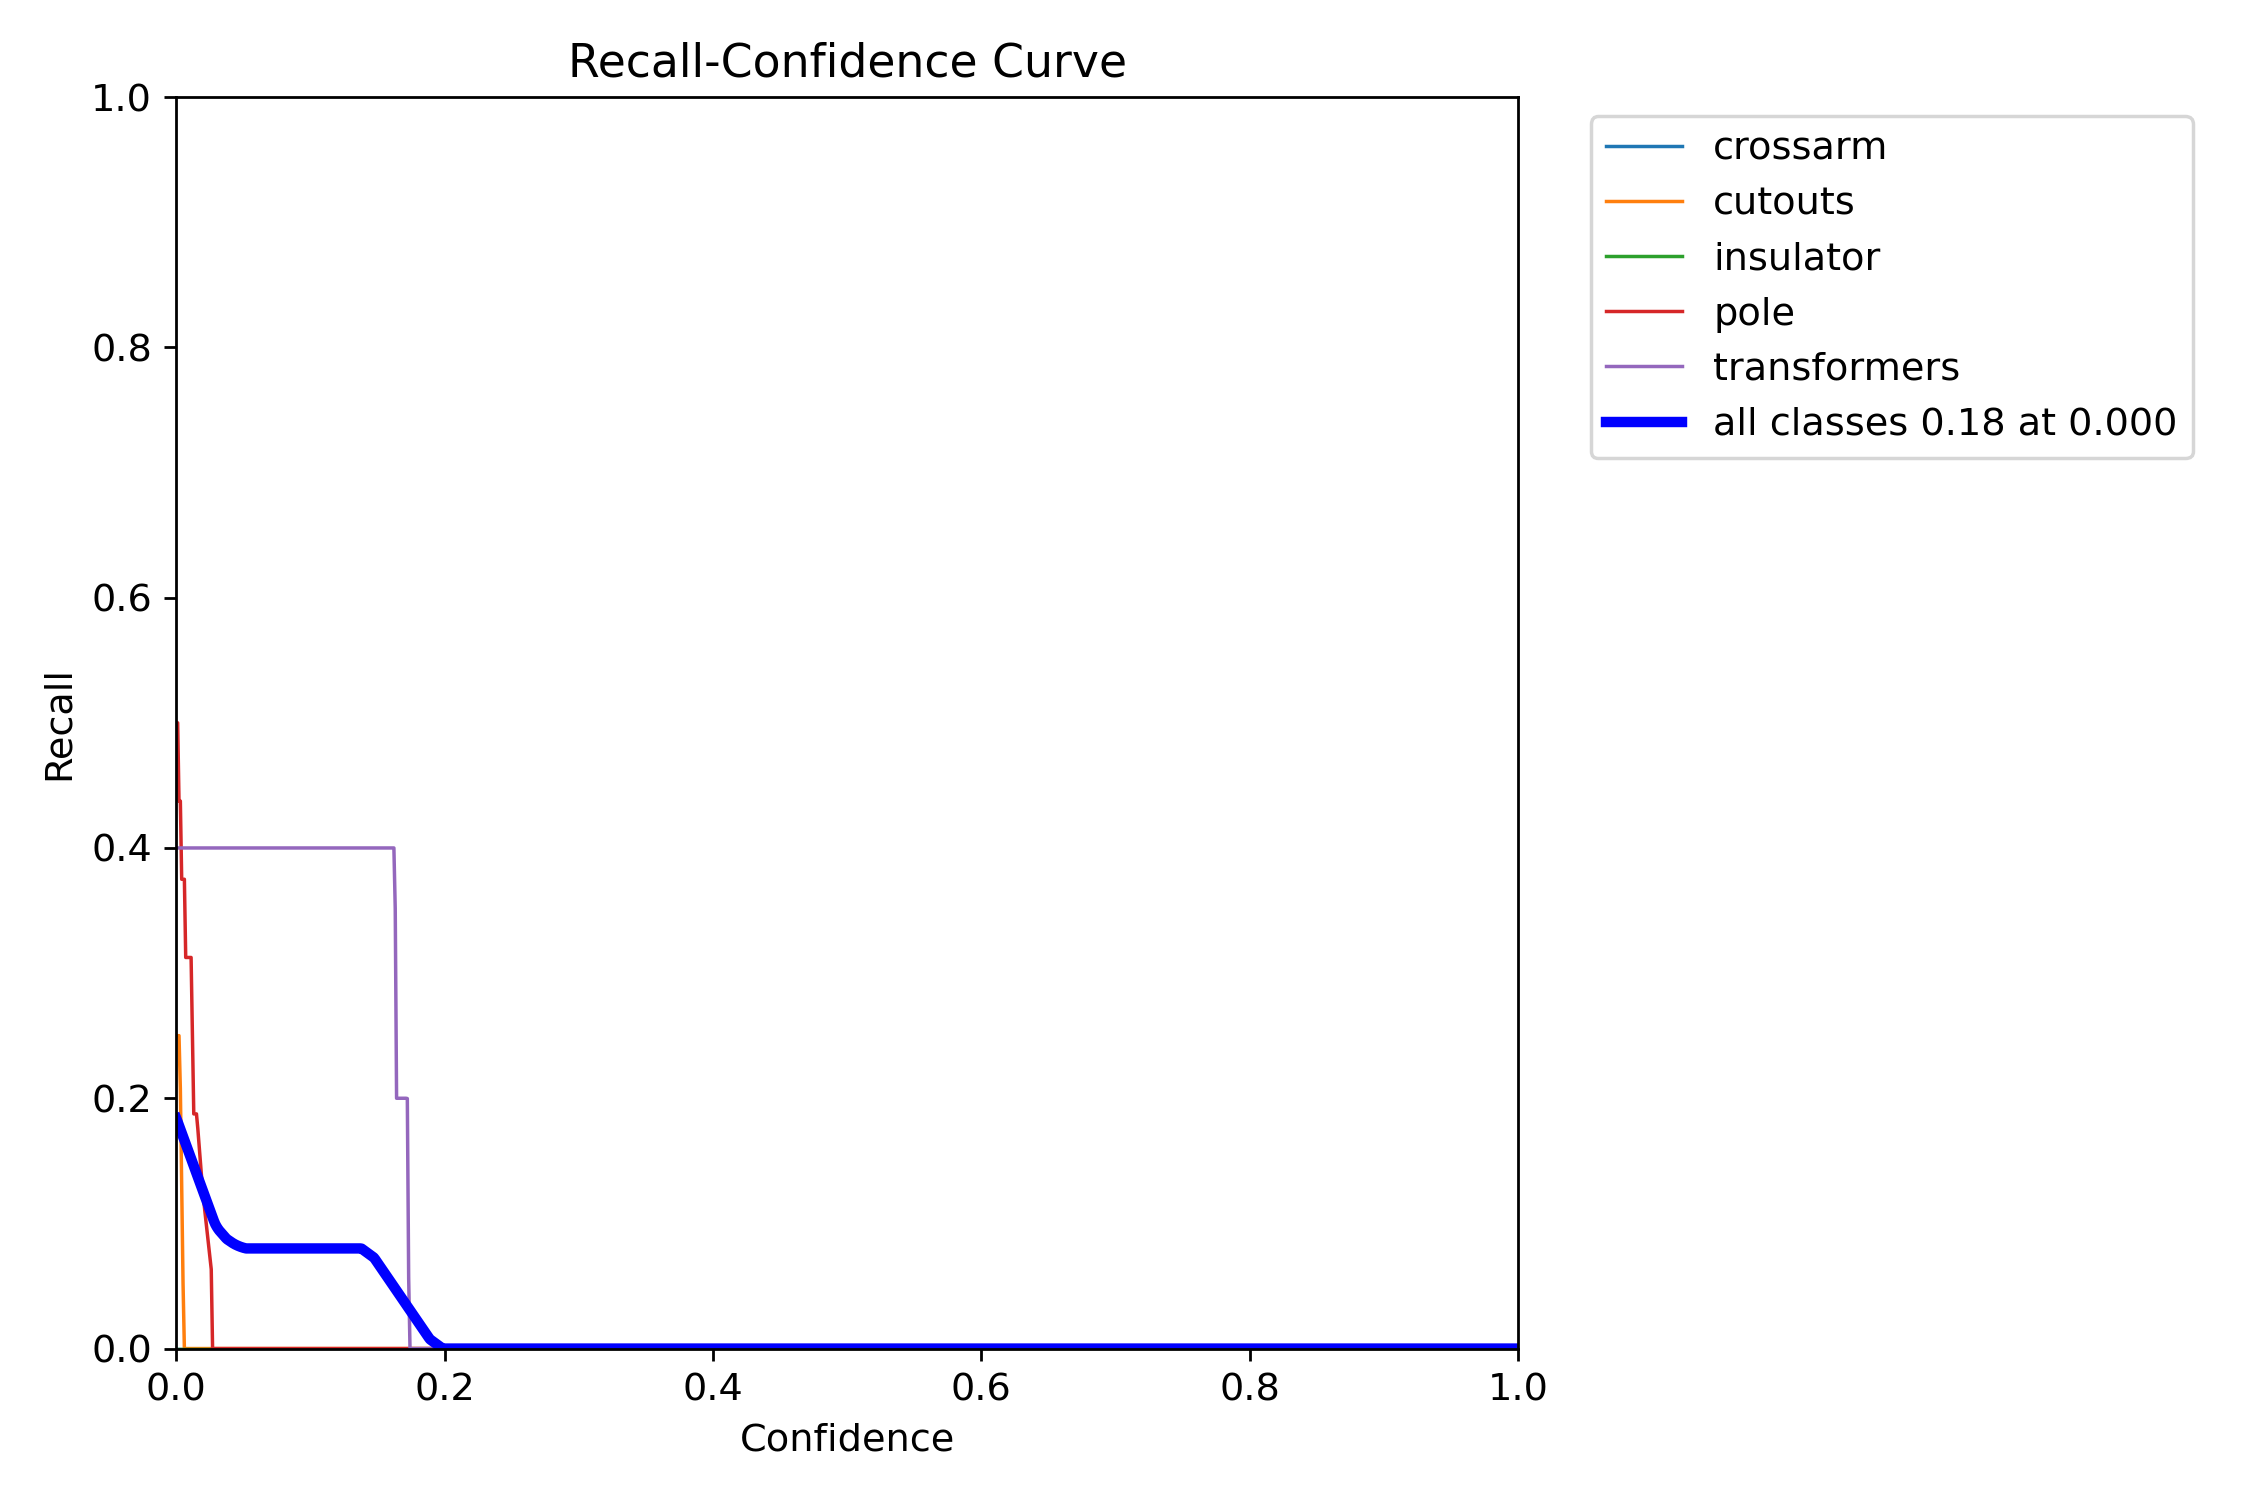 Recall-Confidence Curve
1.0
0.8
0.6
0.4
0.2
0.0
Recall
0.0 0.2 0.4 0.6 0.8 1.0
Confidence
crossarm
cutouts
insulator
pole
transformers
all classes 0.18 at 0.000